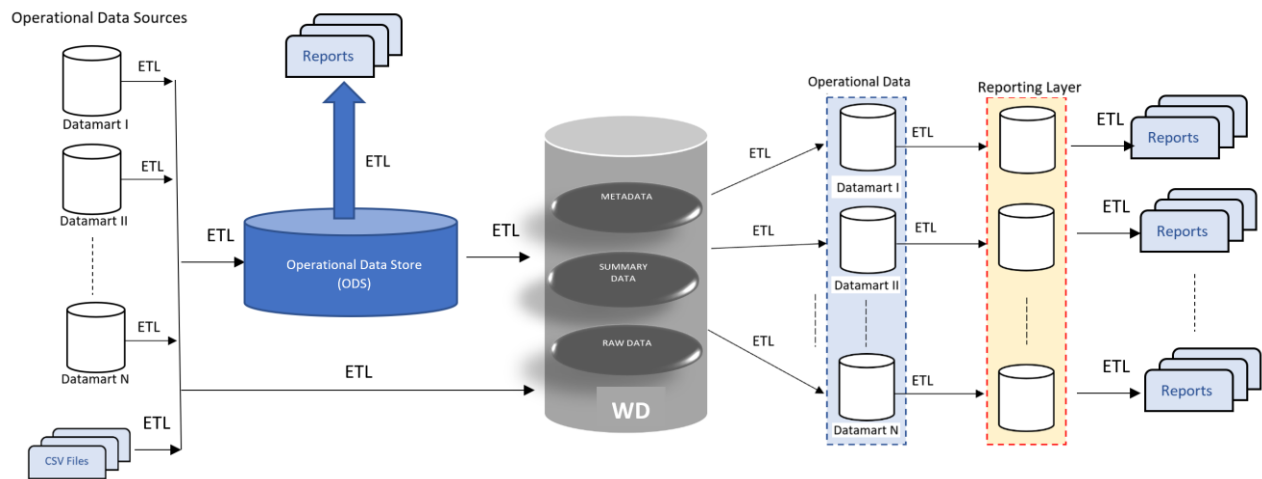 Operational Data Sources
ETL
Datamart I
ETL
Datamart II
ETL
Datamart N
ETL
CSV Files
Reports
ETL
ETL
Operational Data Store
(ODS)
ETL
ETL
METADATA
SUMMARY
DATA
RAW DATA
WD
ETL
ETL
ETL
Operational Data
Datamart I
Datamart II
Datamart N
ETL
ETL
ETL
Reporting Layer
ETL
Reports
ETL
Reports
ETL
Reports